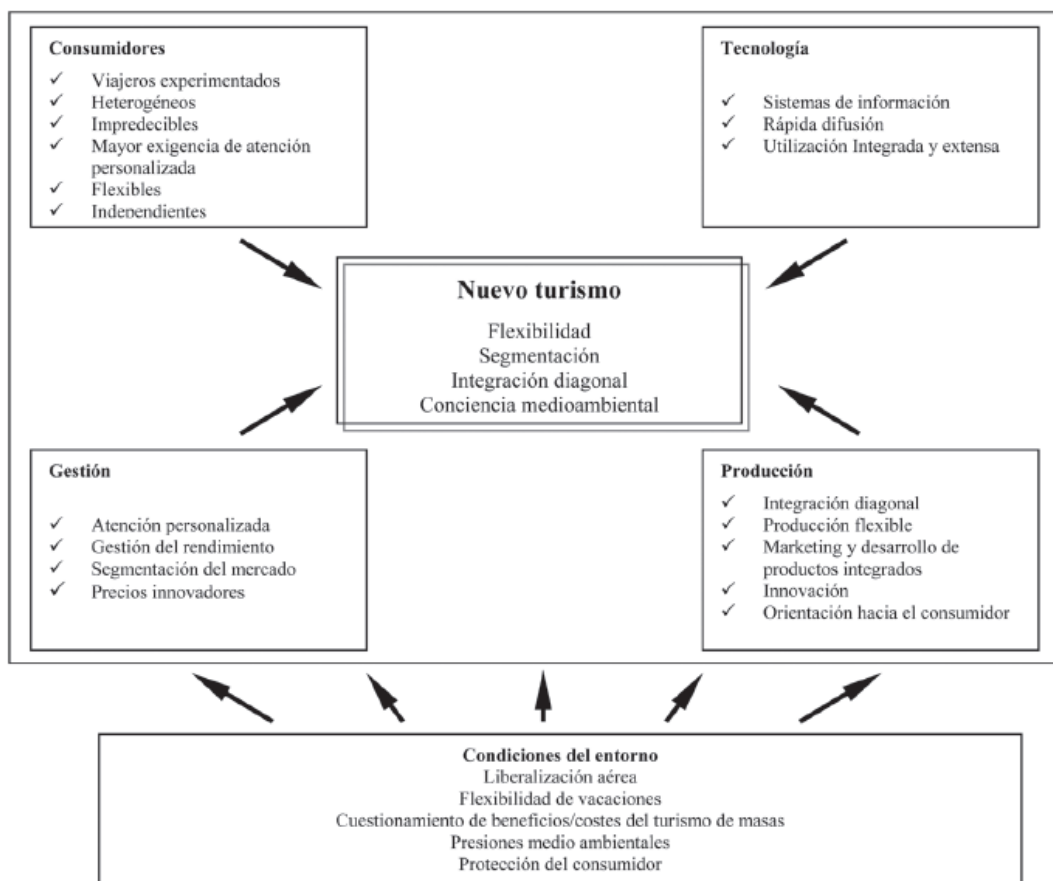 Consumidores
✓ Viajeros experimentados
✓ Heterogéneos
✓ Impredecibles
✓ Mayor exigencia de atención
personalizada
✓ Flexibles
✓ Independientes
Tecnología
✓ Sistemas de información
✓ Rápida difusión
✓ Utilización Integrada y extensa
Nuevo turismo
Flexibilidad
Segmentación
Integración diagonal
Conciencia medioambiental
Gestión
✓ Atención personalizada
✓ Gestión del rendimiento
✓ Segmentación del mercado
✓ Precios innovadores
Producción
✓ Integración diagonal
✓ Producción flexible
✓ Marketing y desarrollo de
productos integrados
✓ Innovación
✓ Orientación hacia el consumidor
Condiciones del entorno
Liberalización aérea
Flexibilidad de vacaciones
Cuestionamiento de beneficios/costes del turismo de masas
Presiones medio ambientales
Protección del consumidor